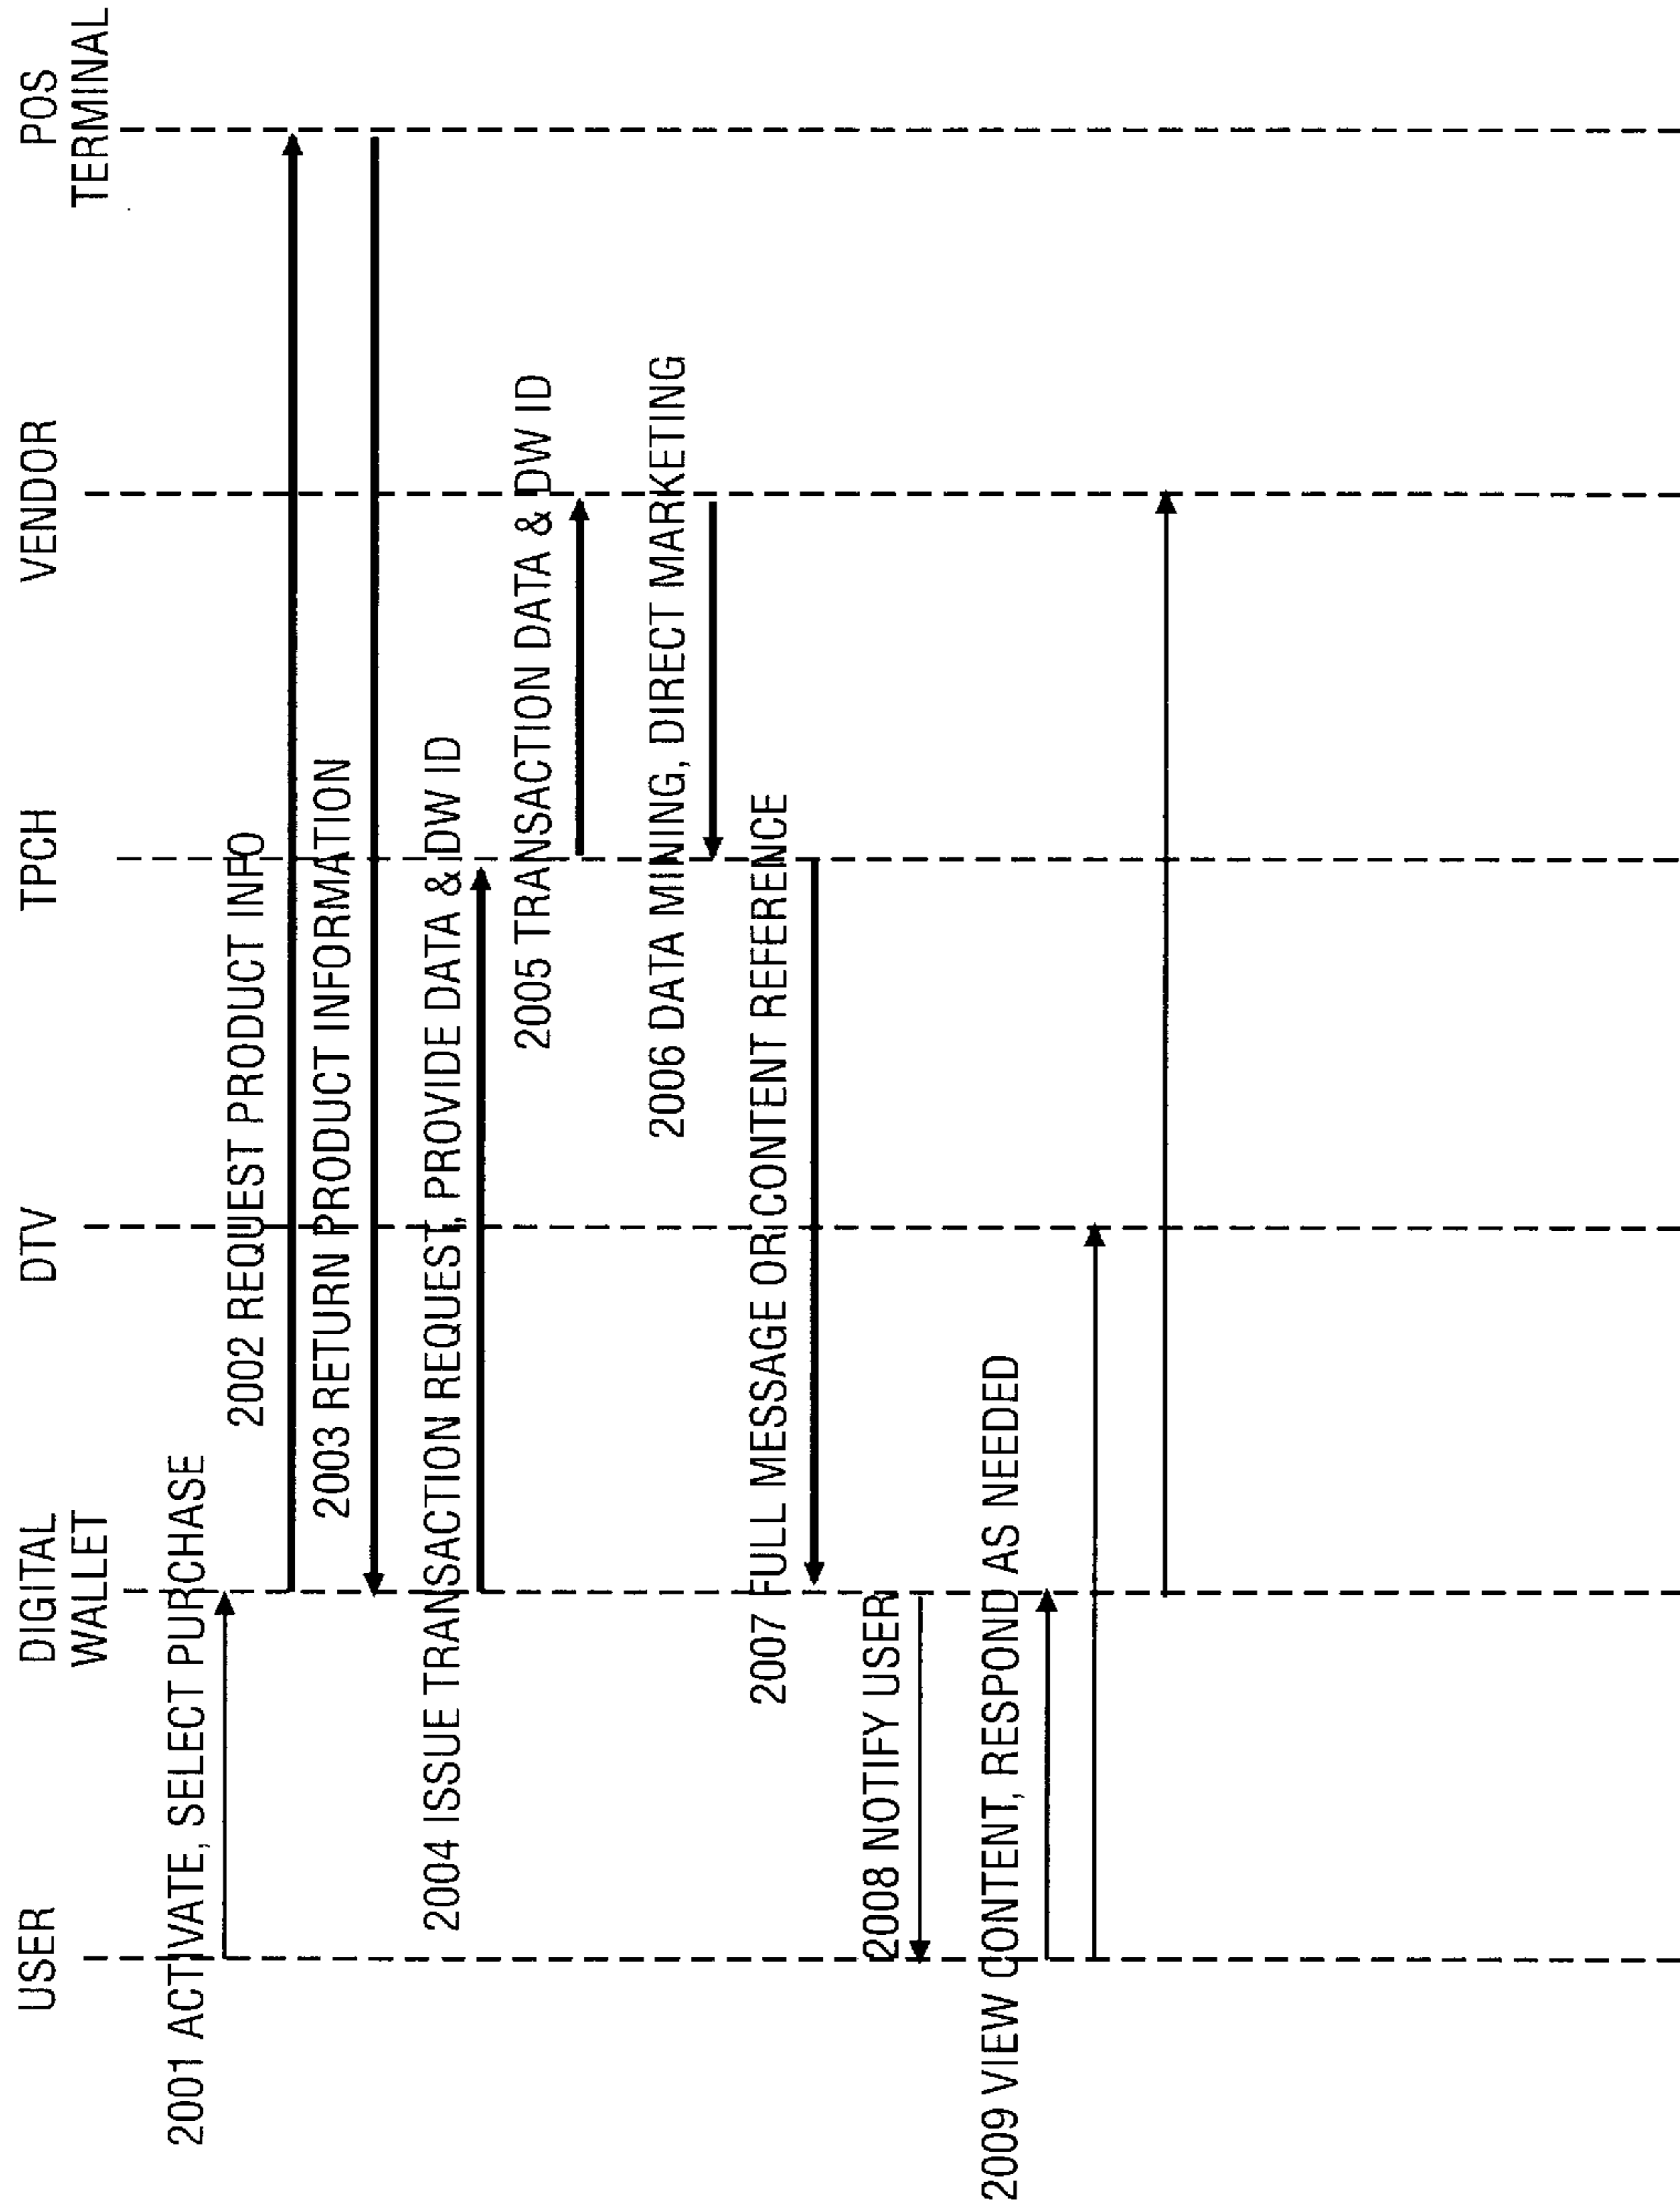 USER
DIGITAL
WALLET
DTV
TPCH
VENDOR
POS
TERMINAL
2001 ACTIVATE, SELECT PURCHASE
2002 REQUEST PRODUCT INFO
2003 RETURN PRODUCT INFORMATION
2004 ISSUE TRANSACTION REQUEST, PROVIDE DATA & DW ID
2005 TRANSACTION DATA & DW ID
2006 DATA MINING, DIRECT MARKETING
2007 FULL MESSAGE OR CONTENT REFERENCE
2008 NOTIFY USER
2009 VIEW CONTENT, RESPOND AS NEEDED